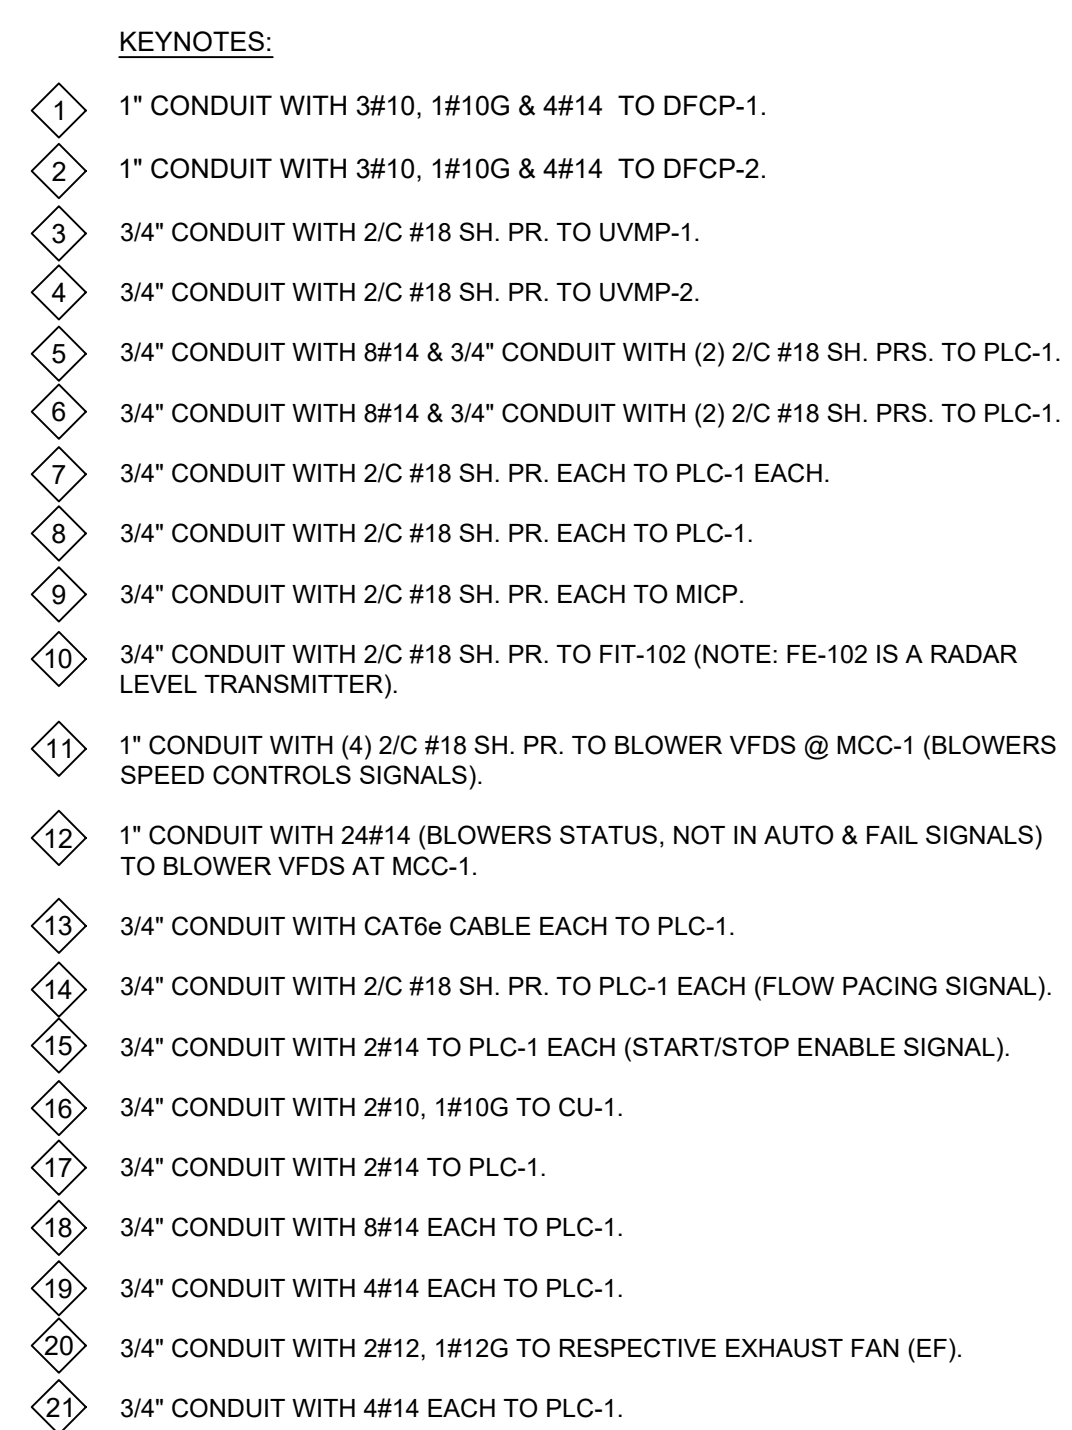 KEYNOTES:
1 1" CONDUIT WITH 3#10, 1#10G & 4#14 TO DFCP-1.
2 1" CONDUIT WITH 3#10, 1#10G & 4#14 TO DFCP-2.
3 3/4" CONDUIT WITH 2/C #18 SH. PR. TO UVMP-1.
4 3/4" CONDUIT WITH 2/C #18 SH. PR. TO UVMP-2.
5 3/4" CONDUIT WITH 8#14 & 3/4" CONDUIT WITH (2) 2/C #18 SH. PRS. TO PLC-1.
6 3/4" CONDUIT WITH 8#14 & 3/4" CONDUIT WITH (2) 2/C #18 SH. PRS. TO PLC-1.
7 3/4" CONDUIT WITH 2/C #18 SH. PR. EACH TO PLC-1 EACH.
8 3/4" CONDUIT WITH 2/C #18 SH. PR. EACH TO PLC-1.
9 3/4" CONDUIT WITH 2/C #18 SH. PR. EACH TO MICP.
10 3/4" CONDUIT WITH 2/C #18 SH. PR. TO FIT-102 (NOTE: FE-102 IS A RADAR
LEVEL TRANSMITTER).
11 1" CONDUIT WITH (4) 2/C #18 SH. PR. TO BLOWER VFDS @ MCC-1 (BLOWERS
SPEED CONTROLS SIGNALS).
12 1" CONDUIT WITH 24#14 (BLOWERS STATUS, NOT IN AUTO & FAIL SIGNALS)
TO BLOWER VFDS AT MCC-1.
13 3/4" CONDUIT WITH CAT6e CABLE EACH TO PLC-1.
14 3/4" CONDUIT WITH 2/C #18 SH. PR. TO PLC-1 EACH (FLOW PACING SIGNAL).
15 3/4" CONDUIT WITH 2#14 TO PLC-1 EACH (START/STOP ENABLE SIGNAL).
16 3/4" CONDUIT WITH 2#10, 1#10G TO CU-1.
17 3/4" CONDUIT WITH 2#14 TO PLC-1.
18 3/4" CONDUIT WITH 8#14 EACH TO PLC-1.
19 3/4" CONDUIT WITH 4#14 EACH TO PLC-1.
20 3/4" CONDUIT WITH 2#12, 1#12G TO RESPECTIVE EXHAUST FAN (EF).
21 3/4" CONDUIT WITH 4#14 EACH TO PLC-1.